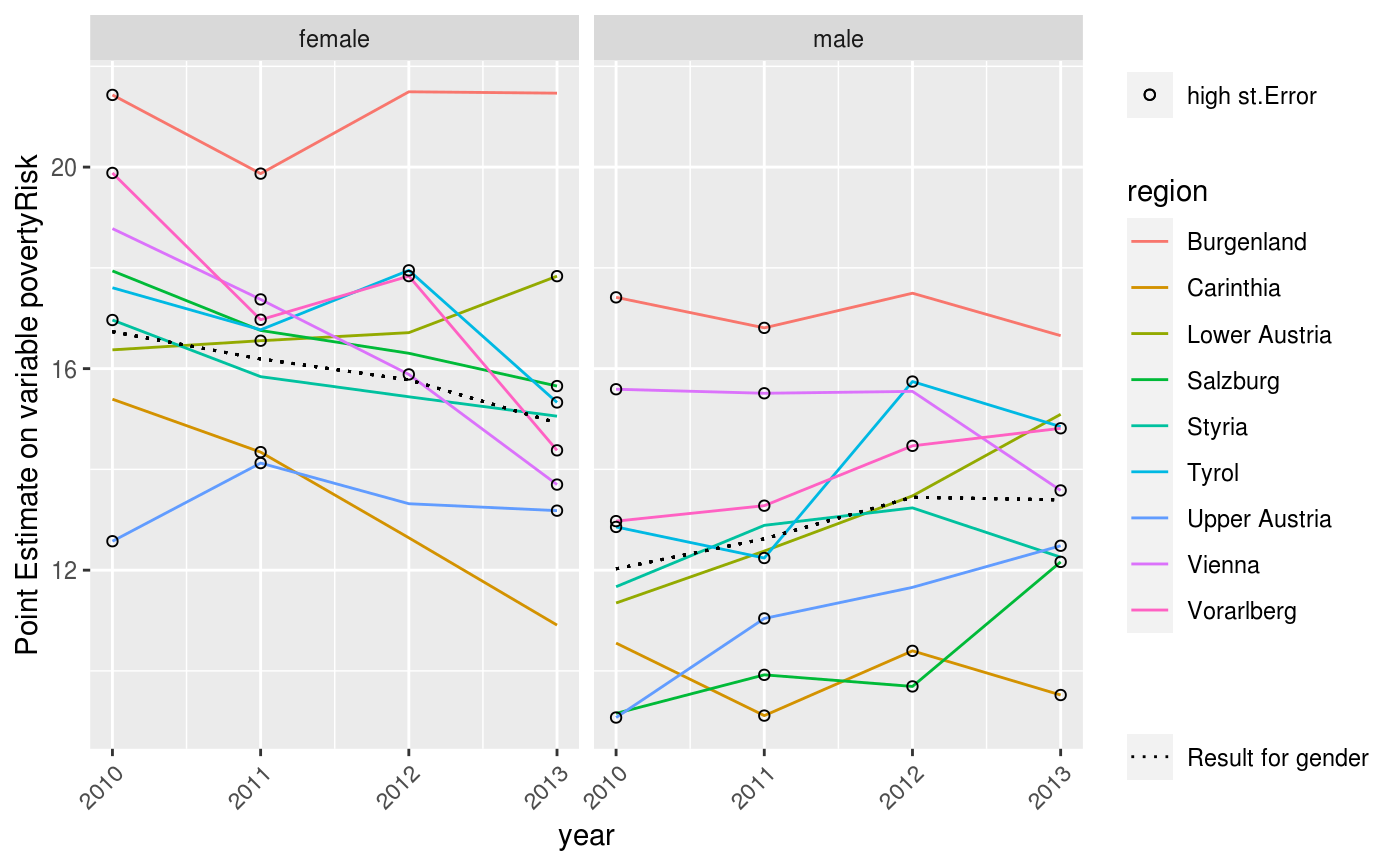 female
male
Point Estimate on variable povertyRisk
20
16
12
2010
2011
2012
2013
2010
2011
2012
2013
year
high st.Error
region
Burgenland
Carinthia
Lower Austria
Salzburg
Styria
Tyrol
Upper Austria
Vienna
Vorarlberg
Result for gender